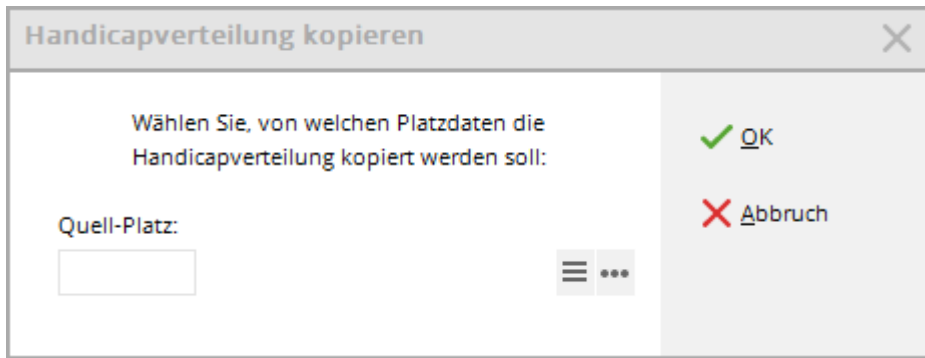 Handicapverteilung kopieren
Wählen Sie, von welchen Platzdaten die
Handicapverteilung kopiert werden soll:
OK
Abbruch
Quell-Platz: